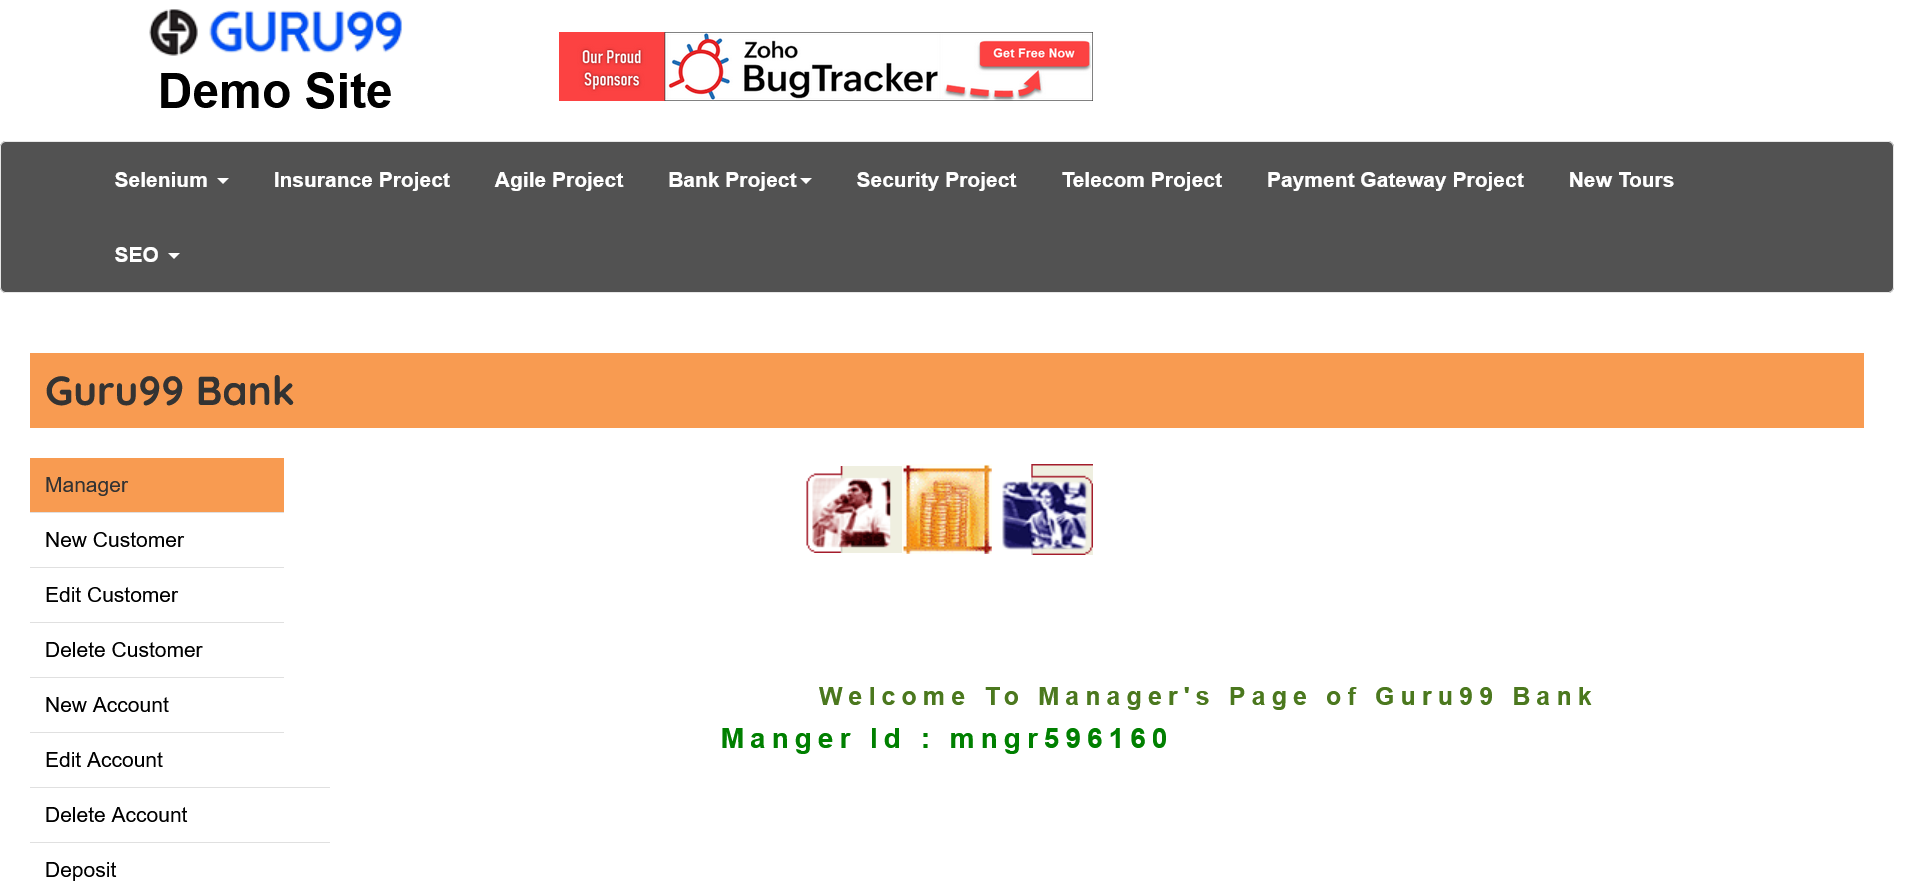 GURU99
Demo Site
Our Proud
Sponsors
Zoho
BugTracker
Get Free Now
Selenium
Insurance Project
Agile Project
Bank Project
Security Project
Telecom Project
Payment Gateway Project
New Tours
SEO
Guru99 Bank
Manager
New Customer
Edit Customer
Delete Customer
New Account
Edit Account
Delete Account
Deposit
Welcome To Manager's Page of Guru99 Bank
Manger Id : mngr596160